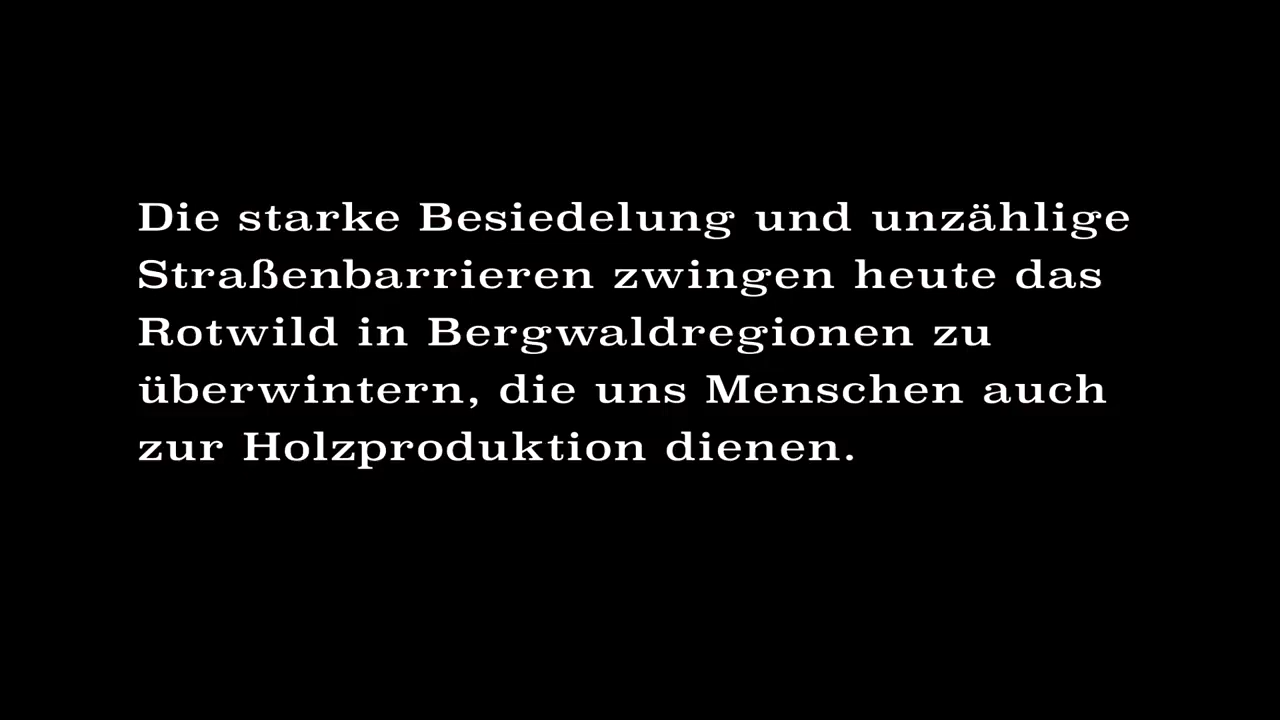 Die starke Besiedelung und unzählige
Straßenbarrieren zwingen heute das
Rotwild in Bergwaldregionen zu
überwintern, die uns Menschen auch
zur Holzproduktion dienen.